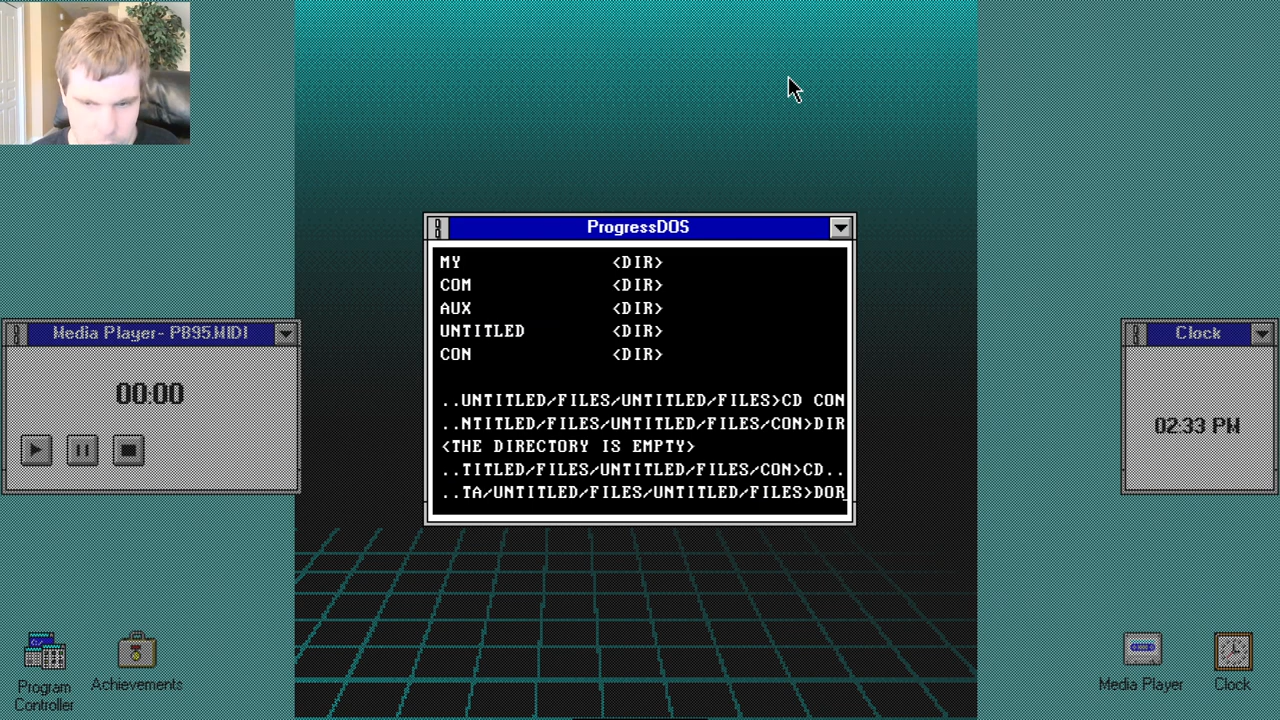 ProgressDOS
MY <DIR>
COM <DIR>
AUX <DIR>
UNTITLED <DIR>
CON <DIR>
..UNTITLED/FILES/UNTITLED/FILES>CD CON
..NTITLED/FILES/UNTITLED/FILES/CON>DIR
<THE DIRECTORY IS EMPTY>
..TITLED/FILES/UNTITLED/FILES/CON>CD..
..TA/UNTITLED/FILES/UNTITLED/FILES>DOR_
Media Player- PB95.MIDI
00:00
Clock
02:33 PM
Program
Controller
Achievements
Media Player
Clock